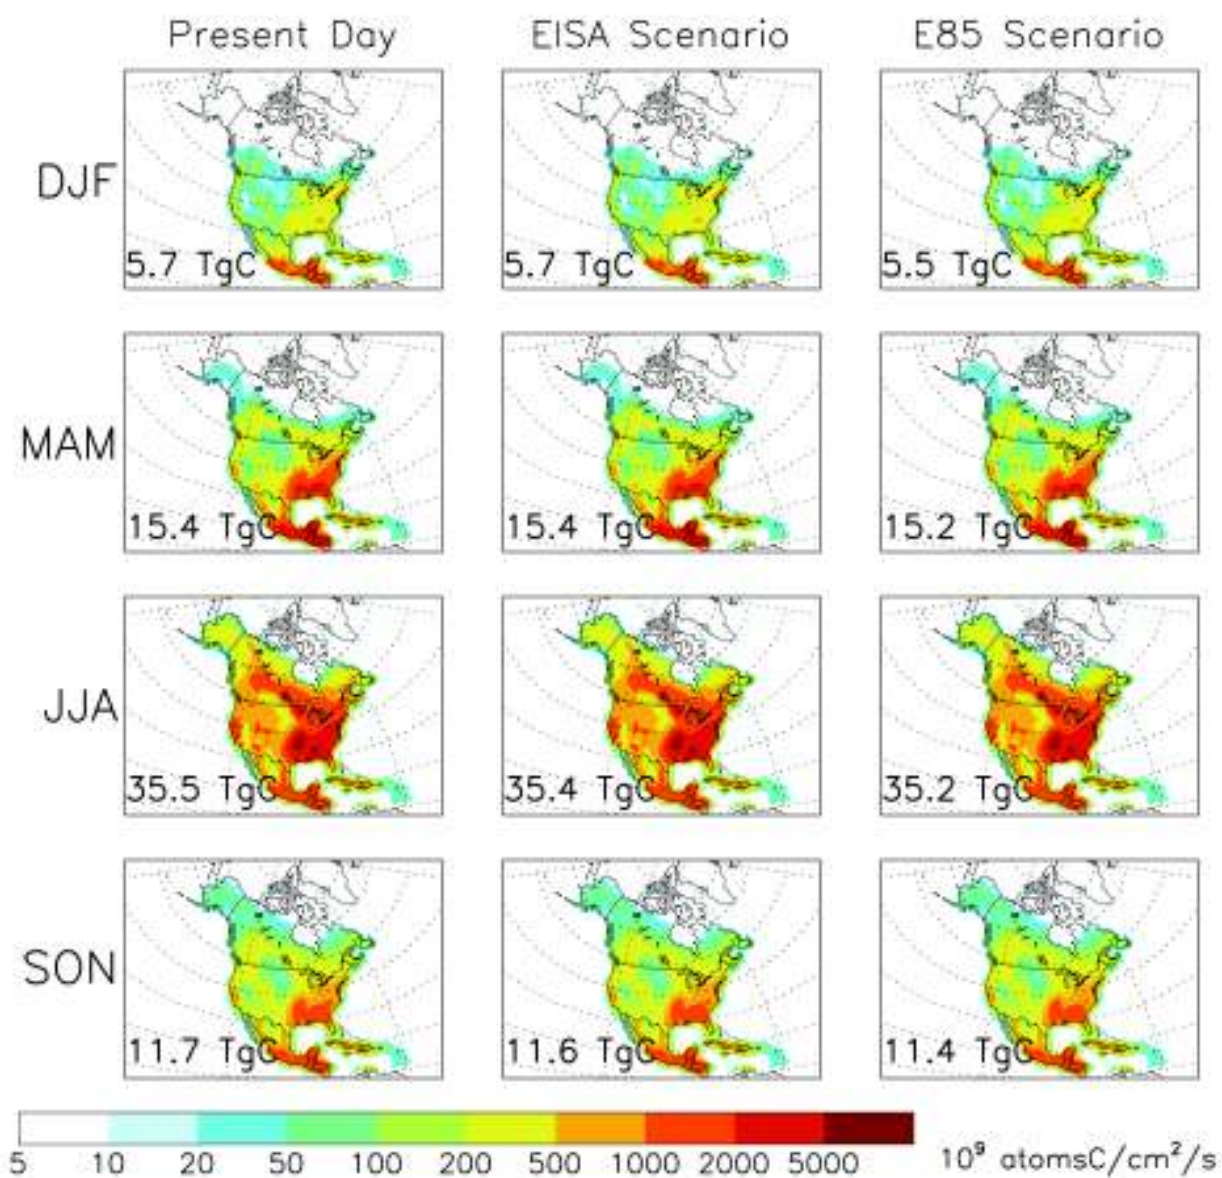 Present Day EISA Scenario E85 Scenario
DJF
5.7 TgC 5.7 TgC 5.5 TgC
MAM
15.4 TgC 15.4 TgC 15.2 TgC
JJA
35.5 TgC 35.4 TgC 35.2 TgC
SON
11.7 TgC 11.6 TgC 11.4 TgC
5 10 20 50 100 200 500 1000 2000 5000 10⁹ atomsC/cm²/s